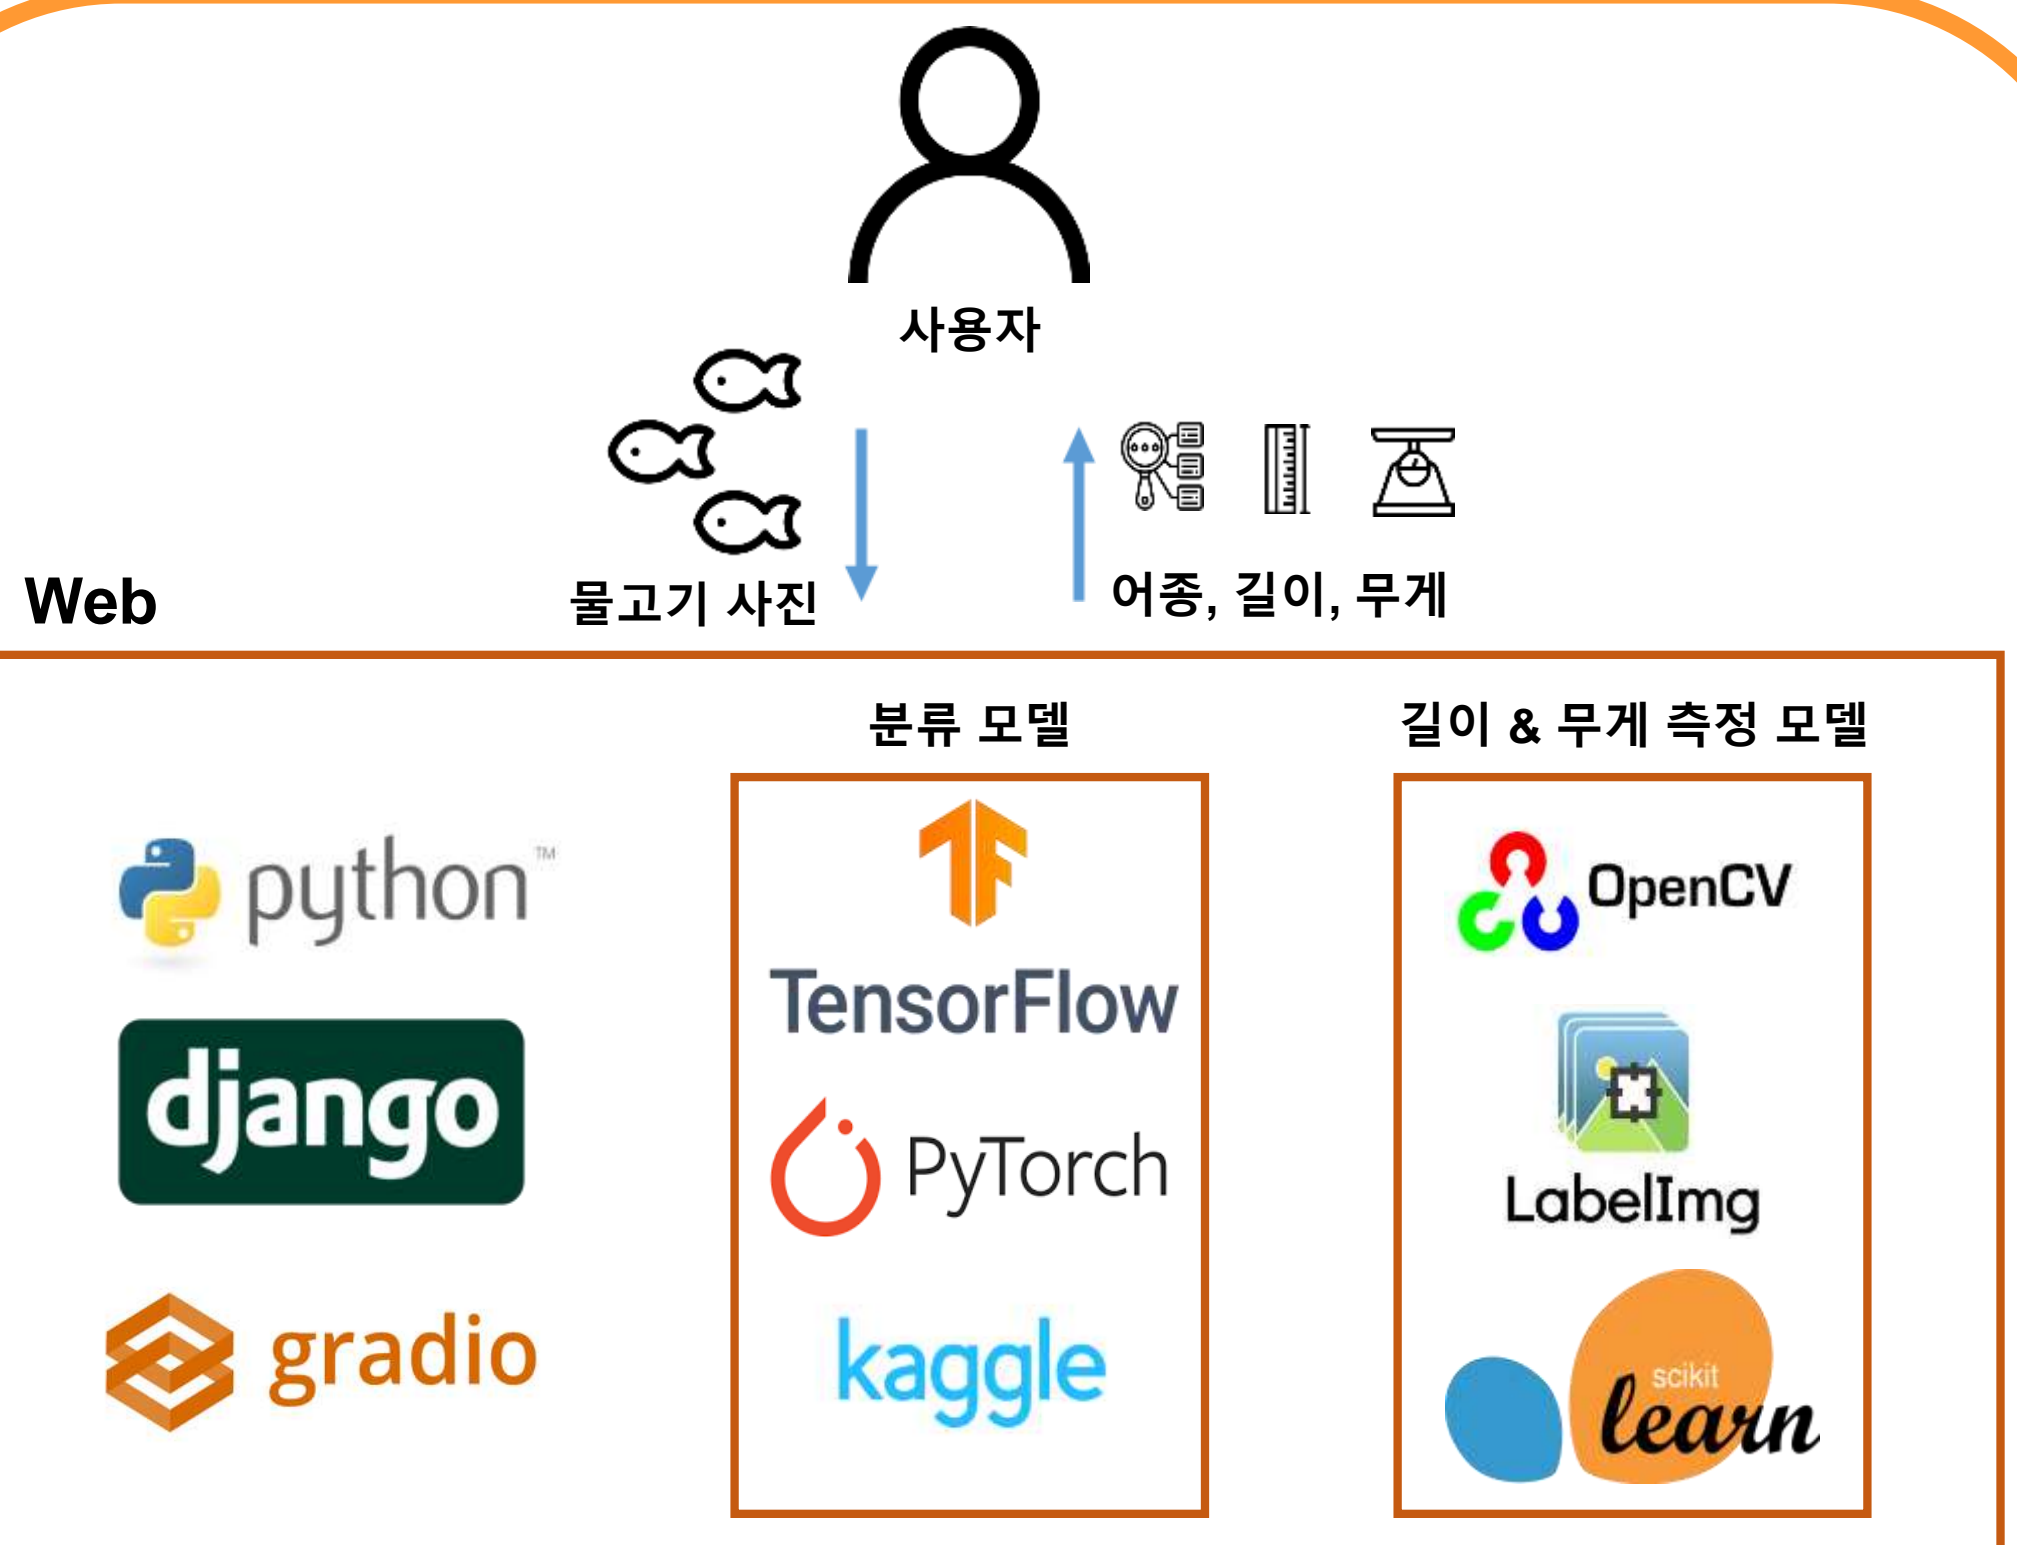 사용자
물고기 사진
어종, 길이, 무게
Web
분류 모델
길이 & 무게 측정 모델
python™
django
gradio
TensorFlow
PyTorch
kaggle
OpenCV
LabelImg
scikit
learn